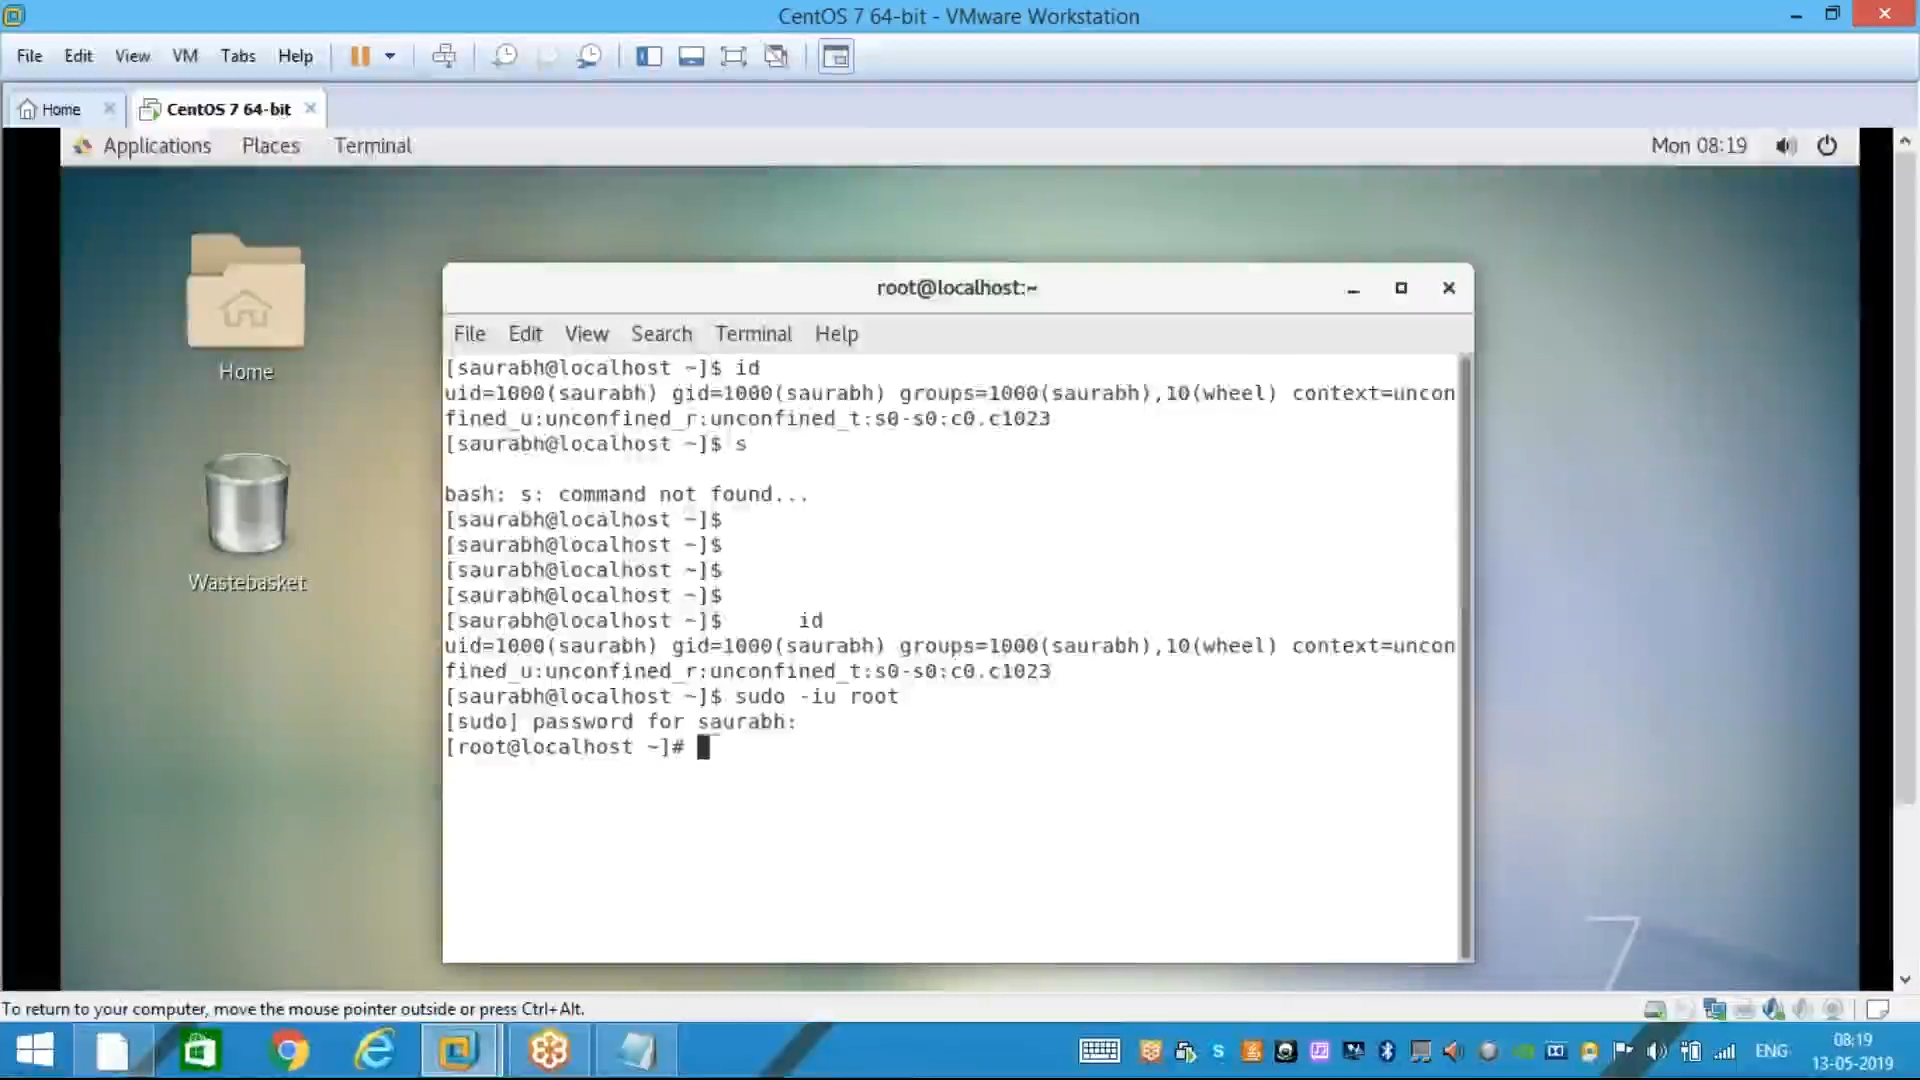 CentOS 7 64-bit - VMware Workstation
File Edit View VM Tabs Help
Home CentOS 7 64-bit
Applications Places Terminal Mon 08:19
Home
Wastebasket
root@localhost:~
File Edit View Search Terminal Help
[saurabh@localhost ~]$ id
uid=1000(saurabh) gid=1000(saurabh) groups=1000(saurabh),10(wheel) context=uncon
fined_u:unconfined_r:unconfined_t:s0-s0:c0.c1023
[saurabh@localhost ~]$ s
bash: s: command not found...
[saurabh@localhost ~]$
[saurabh@localhost ~]$
[saurabh@localhost ~]$
[saurabh@localhost ~]$
[saurabh@localhost ~]$ id
uid=1000(saurabh) gid=1000(saurabh) groups=1000(saurabh),10(wheel) context=uncon
fined_u:unconfined_r:unconfined_t:s0-s0:c0.c1023
[saurabh@localhost ~]$ sudo -iu root
[sudo] password for saurabh:
[root@localhost ~]#
7
To return to your computer, move the mouse pointer outside or press Ctrl+Alt.
ENG
08:19
13-05-2019